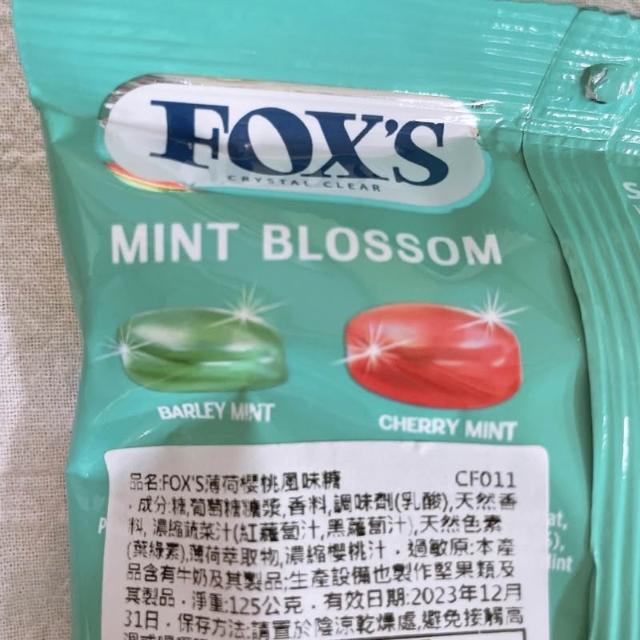 FOX'S
CRYSTAL CLEAR
MINT BLOSSOM
BARLEY MINT
CHERRY MINT
品名:FOX'S薄荷櫻桃風味糖 CF011
．成分:糖,葡萄糖糖漿,香料,調味劑(乳酸),天然香
料, 濃縮蔬菜汁(紅蘿蔔汁,黑蘿蔔汁),天然色素
(葉綠素),薄荷萃取物,濃縮櫻桃汁．過敏原:本產
品含有牛奶及其製品;生產設備也製作堅果類及
其製品．淨重:125公克．有效日期:2023年12月
31日．保存方法:請置於陰涼乾燥處,避免接觸高